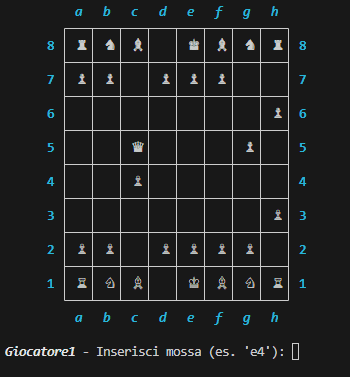 a b c d e f g h
8 ♜ ♞ ♝ ♚ ♝ ♞ ♜ 8
7 ♟ ♟ ♟ ♟ ♟ 7
6 ♟ 6
5 ♛ ♟ 5
4 ♙ 4
3 ♙ 3
2 ♙ ♙ ♙ ♙ ♙ ♙ 2
1 ♖ ♘ ♗ ♔ ♗ ♘ ♖ 1
a b c d e f g h
Giocatore1 - Inserisci mossa (es. 'e4'):